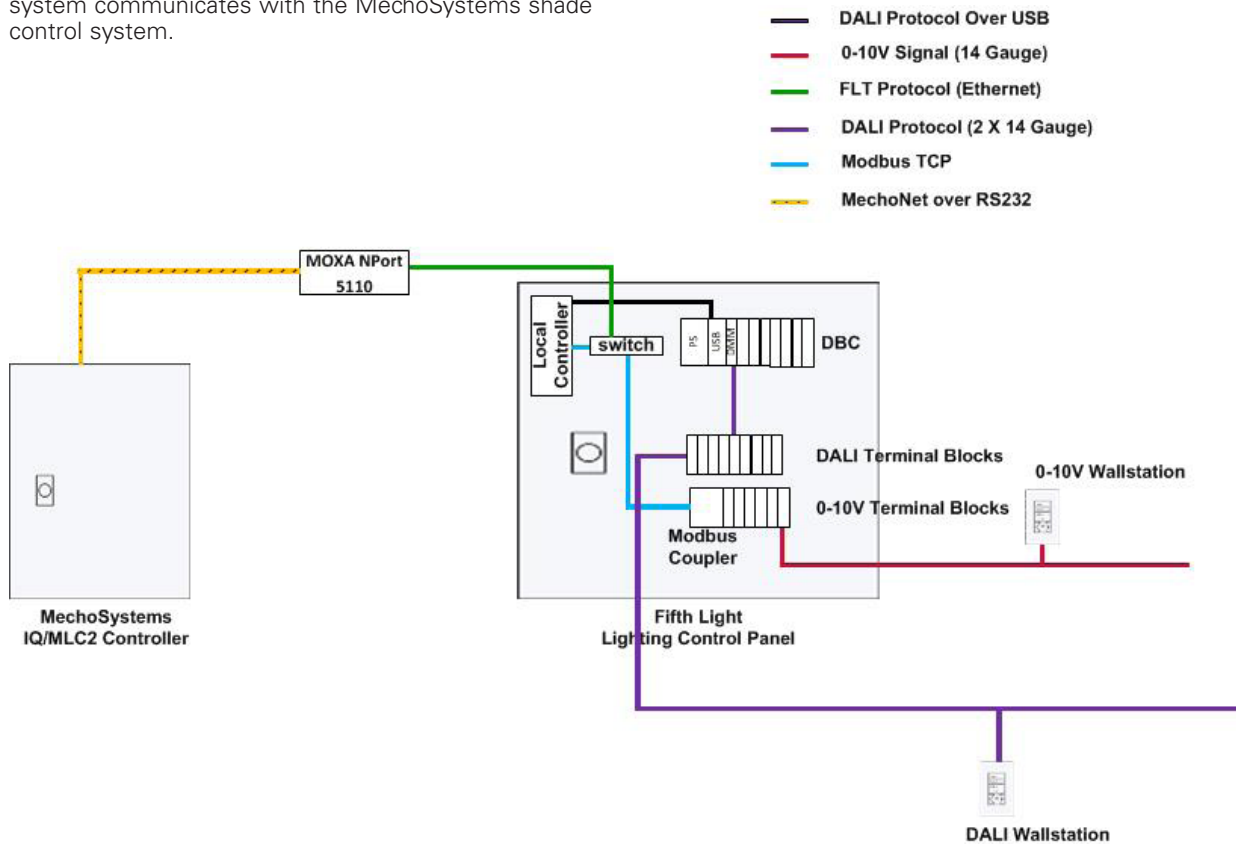 system communicates with the MechoSystems shade
control system.
DALI Protocol Over USB
0-10V Signal (14 Gauge)
FLT Protocol (Ethernet)
DALI Protocol (2 X 14 Gauge)
Modbus TCP
MechoNet over RS232
MOXA NPort
5110
Local
Controller
switch
PS
USB
DMM
DBC
DALI Terminal Blocks
0-10V Wallstation
0-10V Terminal Blocks
Modbus
Coupler
MechoSystems
IQ/MLC2 Controller
Fifth Light
Lighting Control Panel
DALI Wallstation